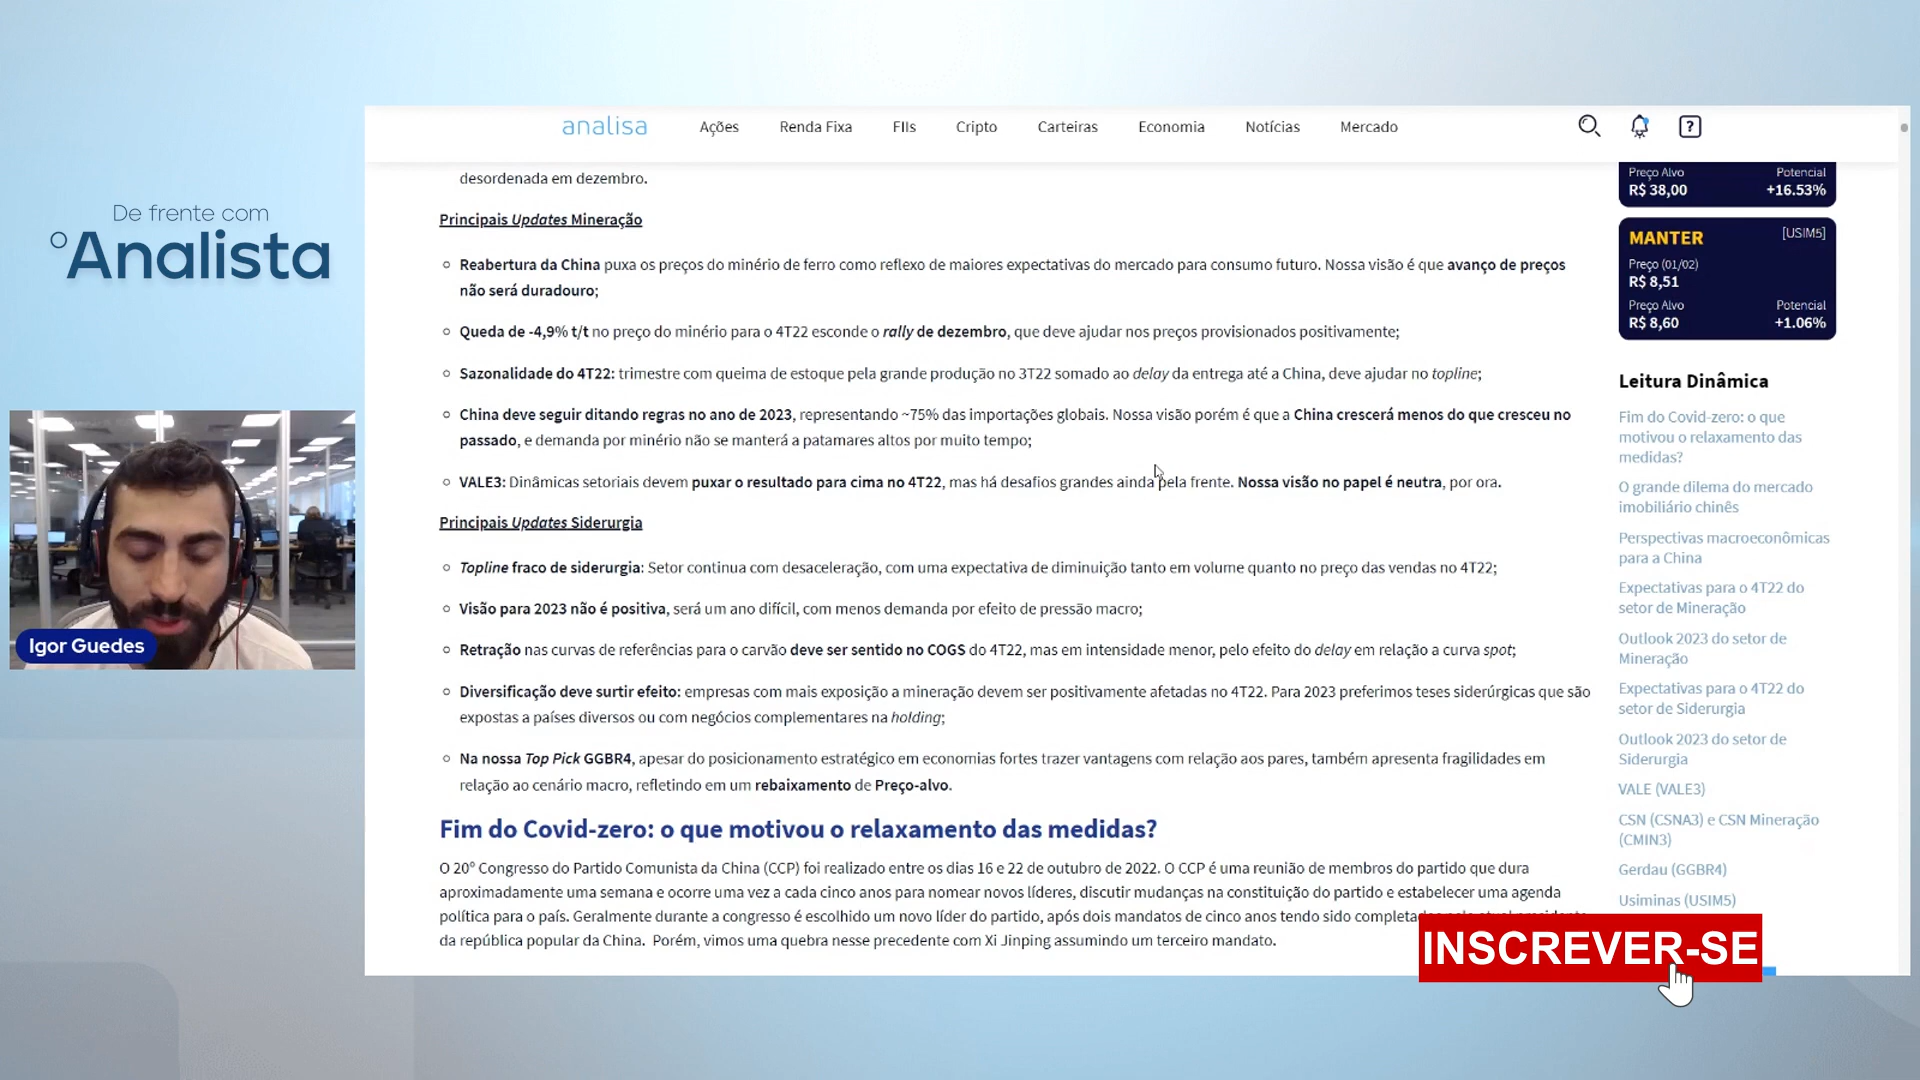 De frente com
Analista
Igor Guedes
analisa
Ações
Renda Fixa
FIIs
Cripto
Carteiras
Economia
Notícias
Mercado
?
desordenada em dezembro.
Principais Updates Mineração
Reabertura da China puxa os preços do minério de ferro como reflexo de maiores expectativas do mercado para consumo futuro. Nossa visão é que avanço de preços
não será duradouro;
Queda de -4,9% t/t no preço do minério para o 4T22 esconde o rally de dezembro, que deve ajudar nos preços provisionados positivamente;
Sazonalidade do 4T22: trimestre com queima de estoque pela grande produção no 3T22 somado ao delay da entrega até a China, deve ajudar no topline;
China deve seguir ditando regras no ano de 2023, representando ~75% das importações globais. Nossa visão porém é que a China crescerá menos do que cresceu no
passado, e demanda por minério não se manterá a patamares altos por muito tempo;
VALE3: Dinâmicas setoriais devem puxar o resultado para cima no 4T22, mas há desafios grandes ainda pela frente. Nossa visão no papel é neutra, por ora.
Principais Updates Siderurgia
Topline fraco de siderurgia: Setor continua com desaceleração, com uma expectativa de diminuição tanto em volume quanto no preço das vendas no 4T22;
Visão para 2023 não é positiva, será um ano difícil, com menos demanda por efeito de pressão macro;
Retração nas curvas de referências para o carvão deve ser sentido no COGS do 4T22, mas em intensidade menor, pelo efeito do delay em relação a curva spot;
Diversificação deve surtir efeito: empresas com mais exposição a mineração devem ser positivamente afetadas no 4T22. Para 2023 preferimos teses siderúrgicas que são
expostas a países diversos ou com negócios complementares na holding;
Na nossa Top Pick GGBR4, apesar do posicionamento estratégico em economias fortes trazer vantagens com relação aos pares, também apresenta fragilidades em
relação ao cenário macro, refletindo em um rebaixamento de Preço-alvo.
Fim do Covid-zero: o que motivou o relaxamento das medidas?
O 20º Congresso do Partido Comunista da China (CCP) foi realizado entre os dias 16 e 22 de outubro de 2022. O CCP é uma reunião de membros do partido que dura
aproximadamente uma semana e ocorre uma vez a cada cinco anos para nomear novos líderes, discutir mudanças na constituição do partido e estabelecer uma agenda
política para o país. Geralmente durante a congresso é escolhido um novo líder do partido, após dois mandatos de cinco anos tendo sido
da república popular da China. Porém, vimos uma quebra nesse precedente com Xi Jinping assumindo um terceiro mandato.
Preço Alvo Potencial
R$ 38,00 +16.53%
MANTER [USIM5]
Preço (01/02)
R$ 8,51
Preço Alvo Potencial
R$ 8,60 +1.06%
Leitura Dinâmica
Fim do Covid-zero: o que
motivou o relaxamento das
medidas?
O grande dilema do mercado
imobiliário chinês
Perspectivas macroeconômicas
para a China
Expectativas para o 4T22 do
setor de Mineração
Outlook 2023 do setor de
Mineração
Expectativas para o 4T22 do
setor de Siderurgia
Outlook 2023 do setor de
Siderurgia
VALE (VALE3)
CSN (CSNA3) e CSN Mineração
(CMIN3)
Gerdau (GGBR4)
Usiminas (USIM5)
INSCREVER-SE